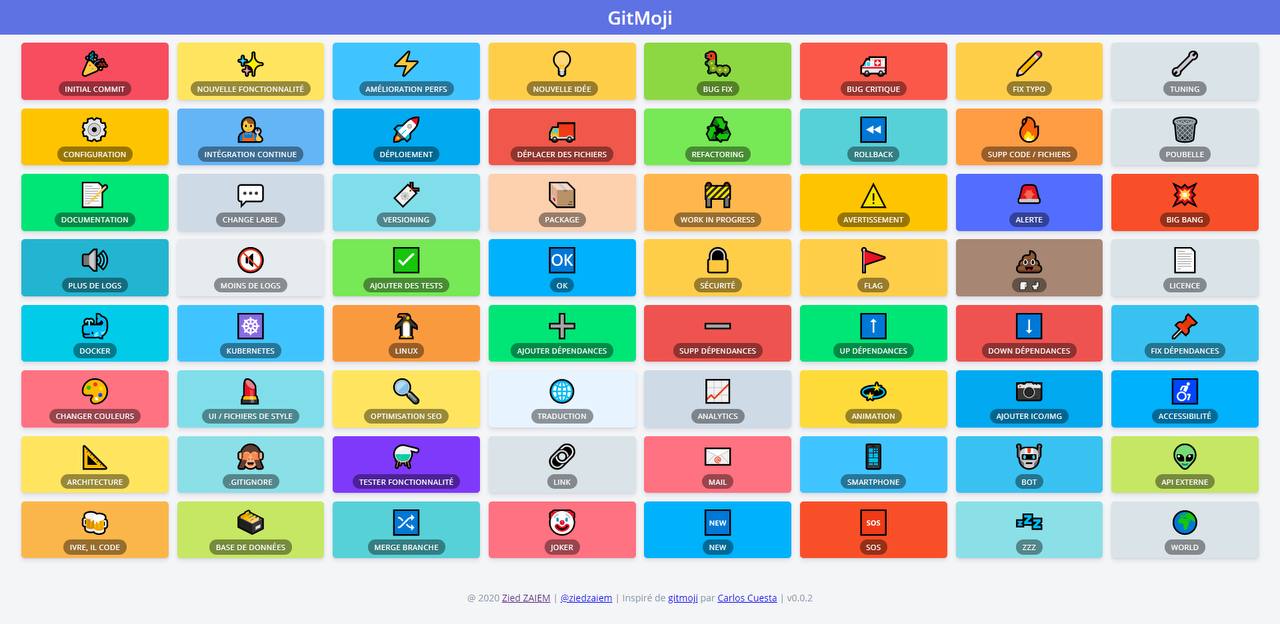 GitMoji
INITIAL COMMIT
NOUVELLE FONCTIONNALITÉ
AMÉLIORATION PERFS
NOUVELLE IDÉE
BUG FIX
BUG CRITIQUE
FIX TYPO
TUNING
CONFIGURATION
INTÉGRATION CONTINUE
DÉPLOIEMENT
DÉPLACER DES FICHIERS
REFACTORING
ROLLBACK
SUPP CODE / FICHIERS
POUBELLE
DOCUMENTATION
CHANGE LABEL
VERSIONING
PACKAGE
WORK IN PROGRESS
AVERTISSEMENT
ALERTE
BIG BANG
PLUS DE LOGS
MOINS DE LOGS
AJOUTER DES TESTS
OK
OK
SÉCURITÉ
FLAG
LICENCE
DOCKER
KUBERNETES
LINUX
AJOUTER DÉPENDANCES
SUPP DÉPENDANCES
UP DÉPENDANCES
DOWN DÉPENDANCES
FIX DÉPENDANCES
CHANGER COULEURS
UI / FICHIERS DE STYLE
OPTIMISATION SEO
TRADUCTION
ANALYTICS
ANIMATION
AJOUTER ICO/IMG
ACCESSIBILITÉ
ARCHITECTURE
.GITIGNORE
TESTER FONCTIONNALITÉ
LINK
MAIL
SMARTPHONE
BOT
API EXTERNE
IVRE, IL CODE
BASE DE DONNÉES
MERGE BRANCHE
JOKER
NEW
NEW
SOS
SOS
ZZZ
WORLD
@ 2020 Zied ZAIEM | @ziedzaiem | Inspiré de gitmoji par Carlos Cuesta | v0.0.2